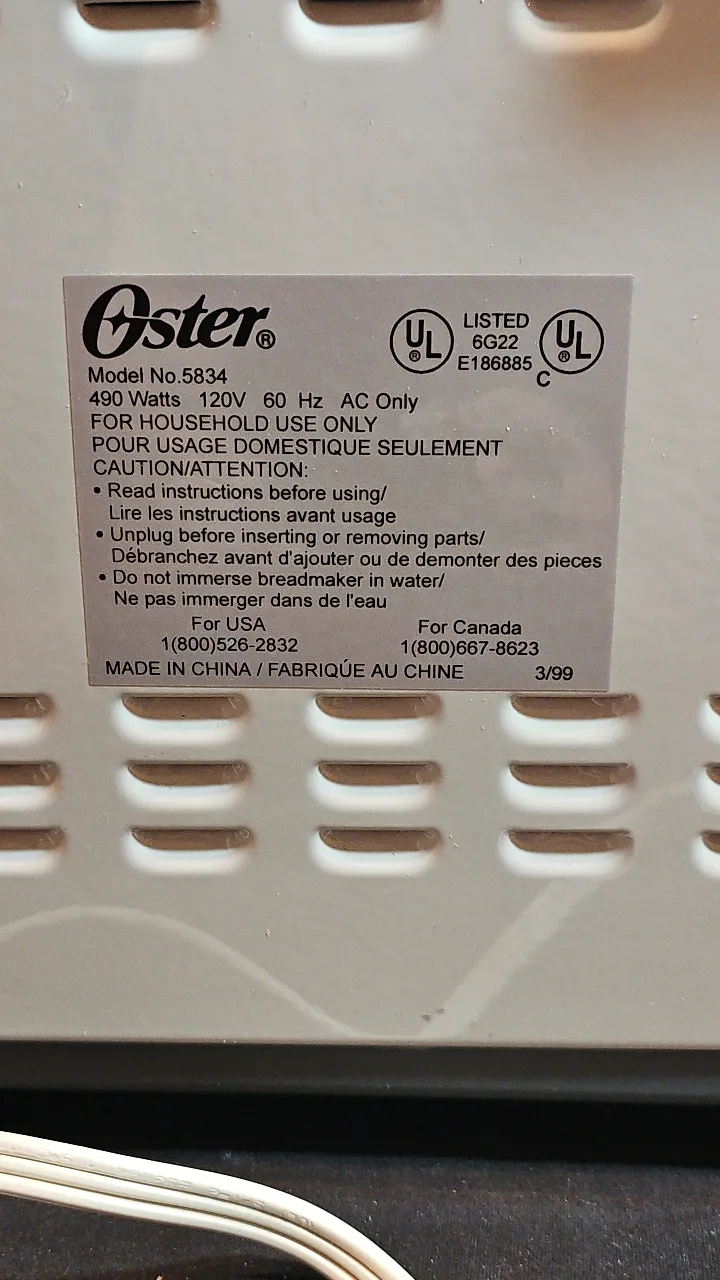 Oster®
UL® LISTED UL®
6G22
E186885
C
Model No.5834
490 Watts 120V 60 Hz AC Only
FOR HOUSEHOLD USE ONLY
POUR USAGE DOMESTIQUE SEULEMENT
CAUTION/ATTENTION:
• Read instructions before using/
Lire les instructions avant usage
• Unplug before inserting or removing parts/
Débranchez avant d'ajouter ou de demonter des pieces
• Do not immerse breadmaker in water/
Ne pas immerger dans de l'eau
For USA For Canada
1(800)526-2832 1(800)667-8623
MADE IN CHINA / FABRIQÚE AU CHINE 3/99